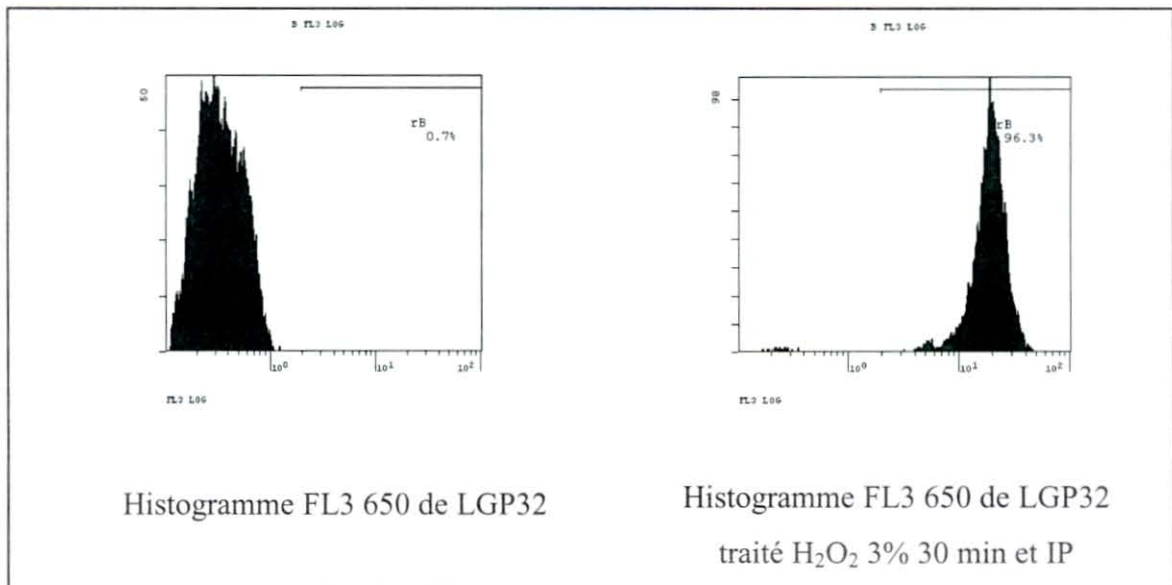 B FL3 LOG
50
rB
0.7%
10⁰ 10¹ 10²
FL3 LOG
Histogramme FL3 650 de LGP32
B FL3 LOG
98
rB
96.3%
10⁰ 10¹ 10²
FL3 LOG
Histogramme FL3 650 de LGP32
traité H₂O₂ 3% 30 min et IP